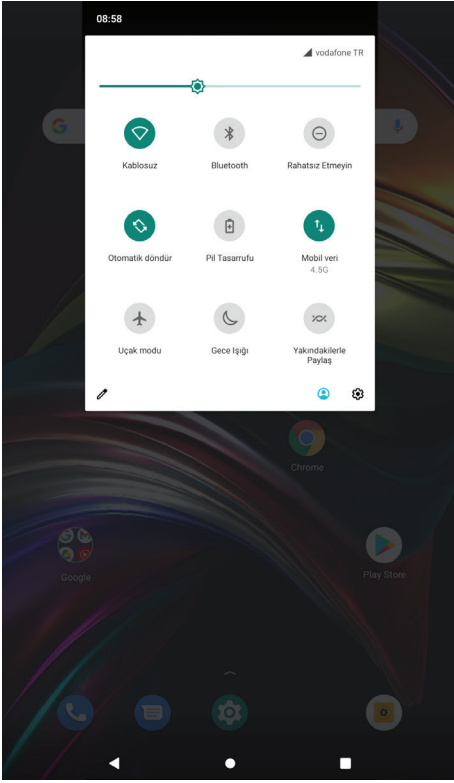 08:58
vodafone TR
Kablosuz
Bluetooth
Rahatsız Etmeyin
Otomatik döndür
Pil Tasarrufu
Mobil veri
4.5G
Uçak modu
Gece Işığı
Yakındakilerle
Paylaş
Chrome
Google
Play Store